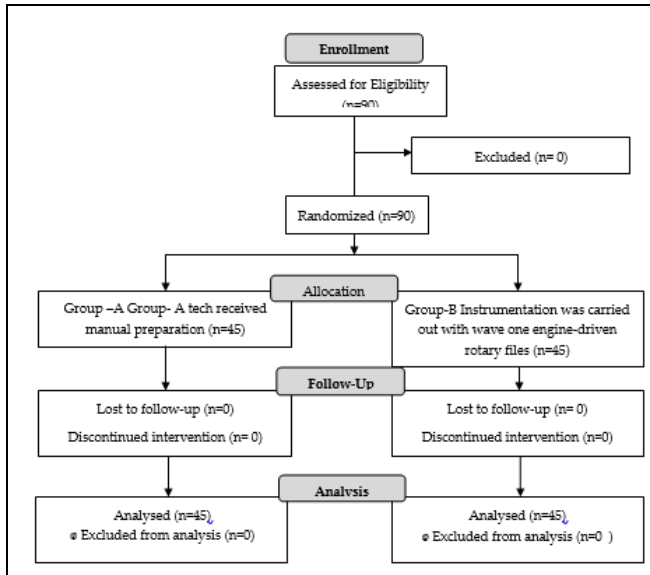 Enrollment
Assessed for Eligibility
(n=90)
Excluded (n= 0)
Randomized (n=90)
Allocation
Group –A Group- A tech received
manual preparation (n=45)
Group-B Instrumentation was carried
out with wave one engine-driven
rotary files (n=45)
Follow-Up
Lost to follow-up (n=0)
Discontinued intervention (n= 0)
Lost to follow-up (n= 0)
Discontinued intervention (n=0)
Analysis
Analysed (n=45),
Excluded from analysis (n=0)
Analysed (n=45),
Excluded from analysis (n=0 )